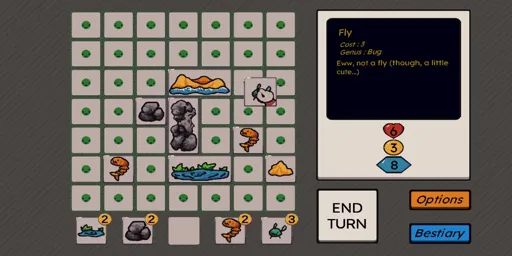 Fly
Cost : 3
Genus : Bug
Eww, not a fly (though, a little
cute...)
6
3
8
END
TURN
Options
Bestiary
2
2
2
3